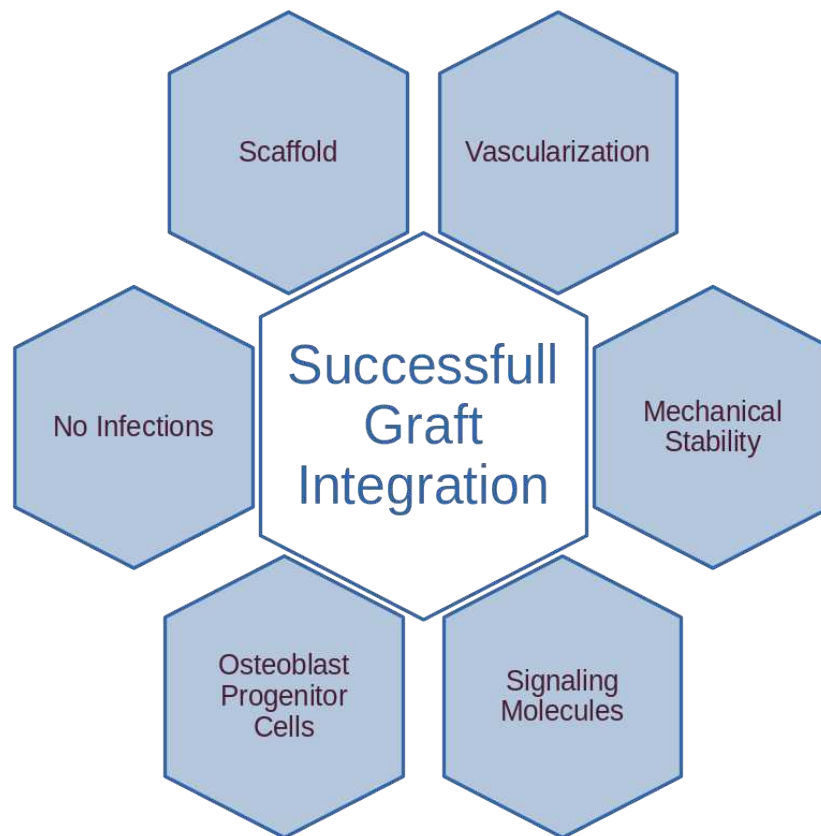 Scaffold
Vascularization
No Infections
Successfull
Graft
Integration
Mechanical
Stability
Osteoblast
Progenitor
Cells
Signaling
Molecules